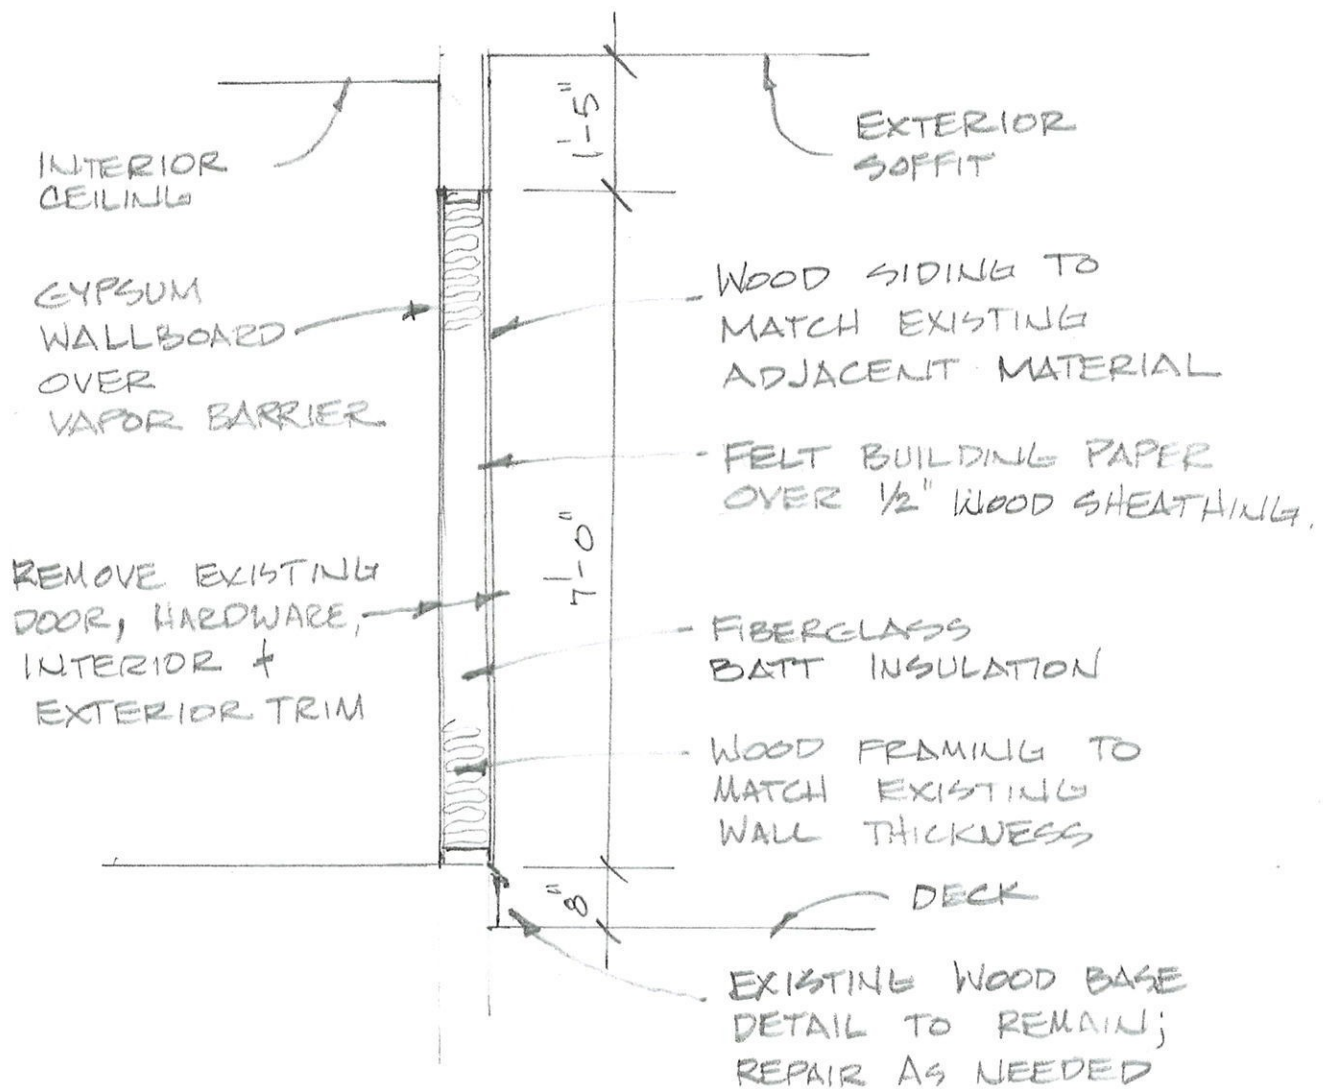 1'-5"
EXTERIOR
SOFFIT
INTERIOR
CEILING
GYPSUM
WALLBOARD
OVER
VAPOR BARRIER
WOOD SIDING TO
MATCH EXISTING
ADJACENT MATERIAL
FELT BUILDING PAPER
OVER 1/2" WOOD SHEATHING.
7'-0"
REMOVE EXISTING
DOOR, HARDWARE,
INTERIOR +
EXTERIOR TRIM
FIBERGLASS
BATT INSULATION
WOOD FRAMING TO
MATCH EXISTING
WALL THICKNESS
8"
DECK
EXISTING WOOD BASE
DETAIL TO REMAIN;
REPAIR AS NEEDED